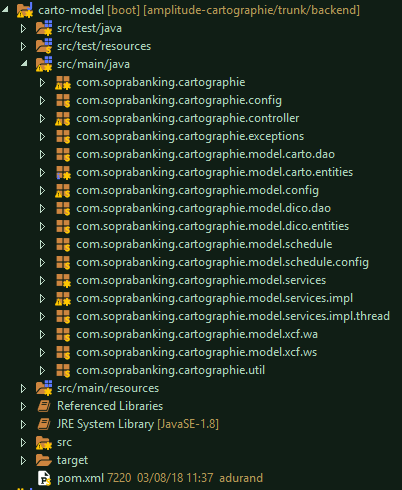 carto-model [boot] [amplitude-cartographie/trunk/backend]
src/test/java
src/test/resources
src/main/java
com.soprabanking.cartographie
com.soprabanking.cartographie.config
com.soprabanking.cartographie.controller
com.soprabanking.cartographie.exceptions
com.soprabanking.cartographie.model.carto.dao
com.soprabanking.cartographie.model.carto.entities
com.soprabanking.cartographie.model.config
com.soprabanking.cartographie.model.dico.dao
com.soprabanking.cartographie.model.dico.entities
com.soprabanking.cartographie.model.schedule
com.soprabanking.cartographie.model.schedule.config
com.soprabanking.cartographie.model.services
com.soprabanking.cartographie.model.services.impl
com.soprabanking.cartographie.model.services.impl.thread
com.soprabanking.cartographie.model.xcf.wa
com.soprabanking.cartographie.model.xcf.ws
com.soprabanking.cartographie.util
src/main/resources
Referenced Libraries
JRE System Library [JavaSE-1.8]
src
target
pom.xml 7220 03/08/18 11:37 adurand